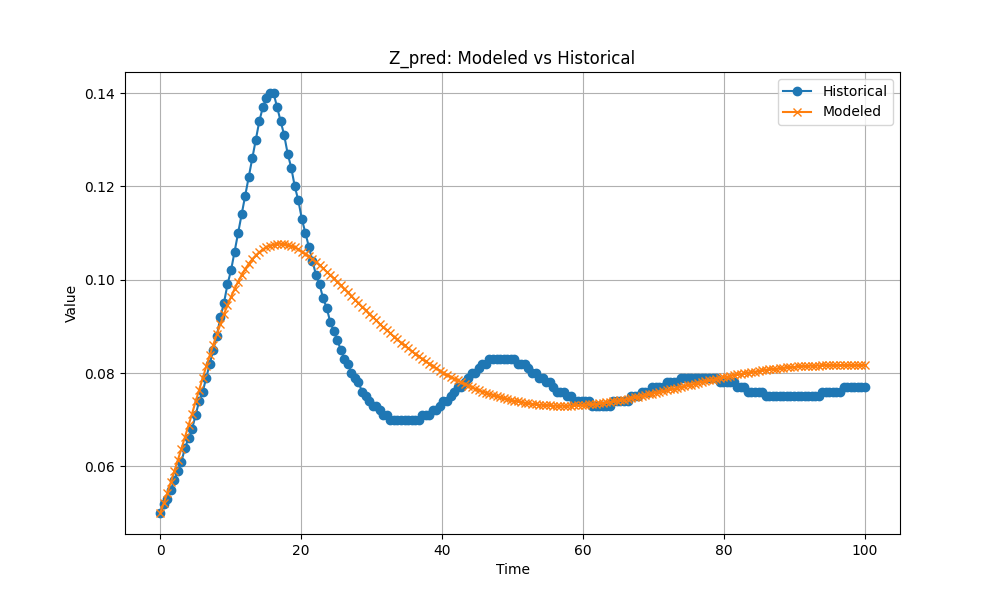 Z_pred: Modeled vs Historical
Historical
Modeled
Value
0.14
0.12
0.10
0.08
0.06
0 20 40 60 80 100
Time